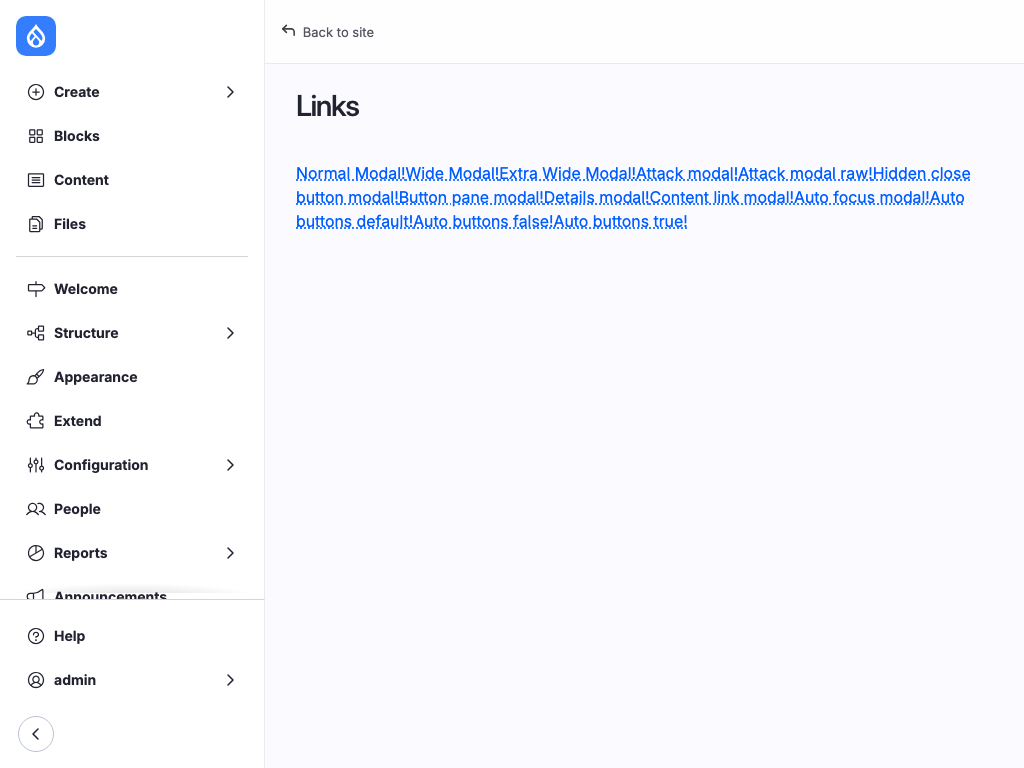 Back to site
Create
Blocks
Content
Files
Welcome
Structure
Appearance
Extend
Configuration
People
Reports
Announcements
Help
admin
Links
Normal Modal!Wide Modal!Extra Wide Modal!Attack modal!Attack modal raw!Hidden close
button modal!Button pane modal!Details modal!Content link modal!Auto focus modal!Auto
buttons default!Auto buttons false!Auto buttons true!